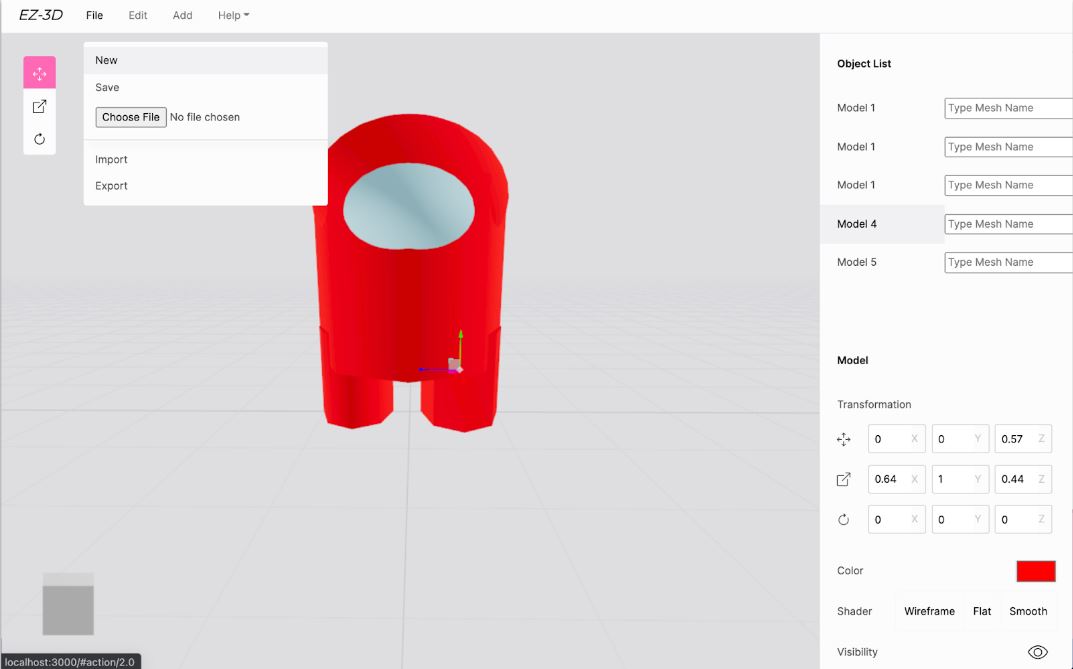 EZ-3D File Edit Add Help
New
Save
Choose File No file chosen
Import
Export
Object List
Model 1 Type Mesh Name
Model 1 Type Mesh Name
Model 1 Type Mesh Name
Model 4 Type Mesh Name
Model 5 Type Mesh Name
Model
Transformation
0 X 0 Y 0.57 Z
0.64 X 1 Y 0.44 Z
0 X 0 Y 0 Z
Color
Shader Wireframe Flat Smooth
Visibility
localhost:3000/#action/2.0